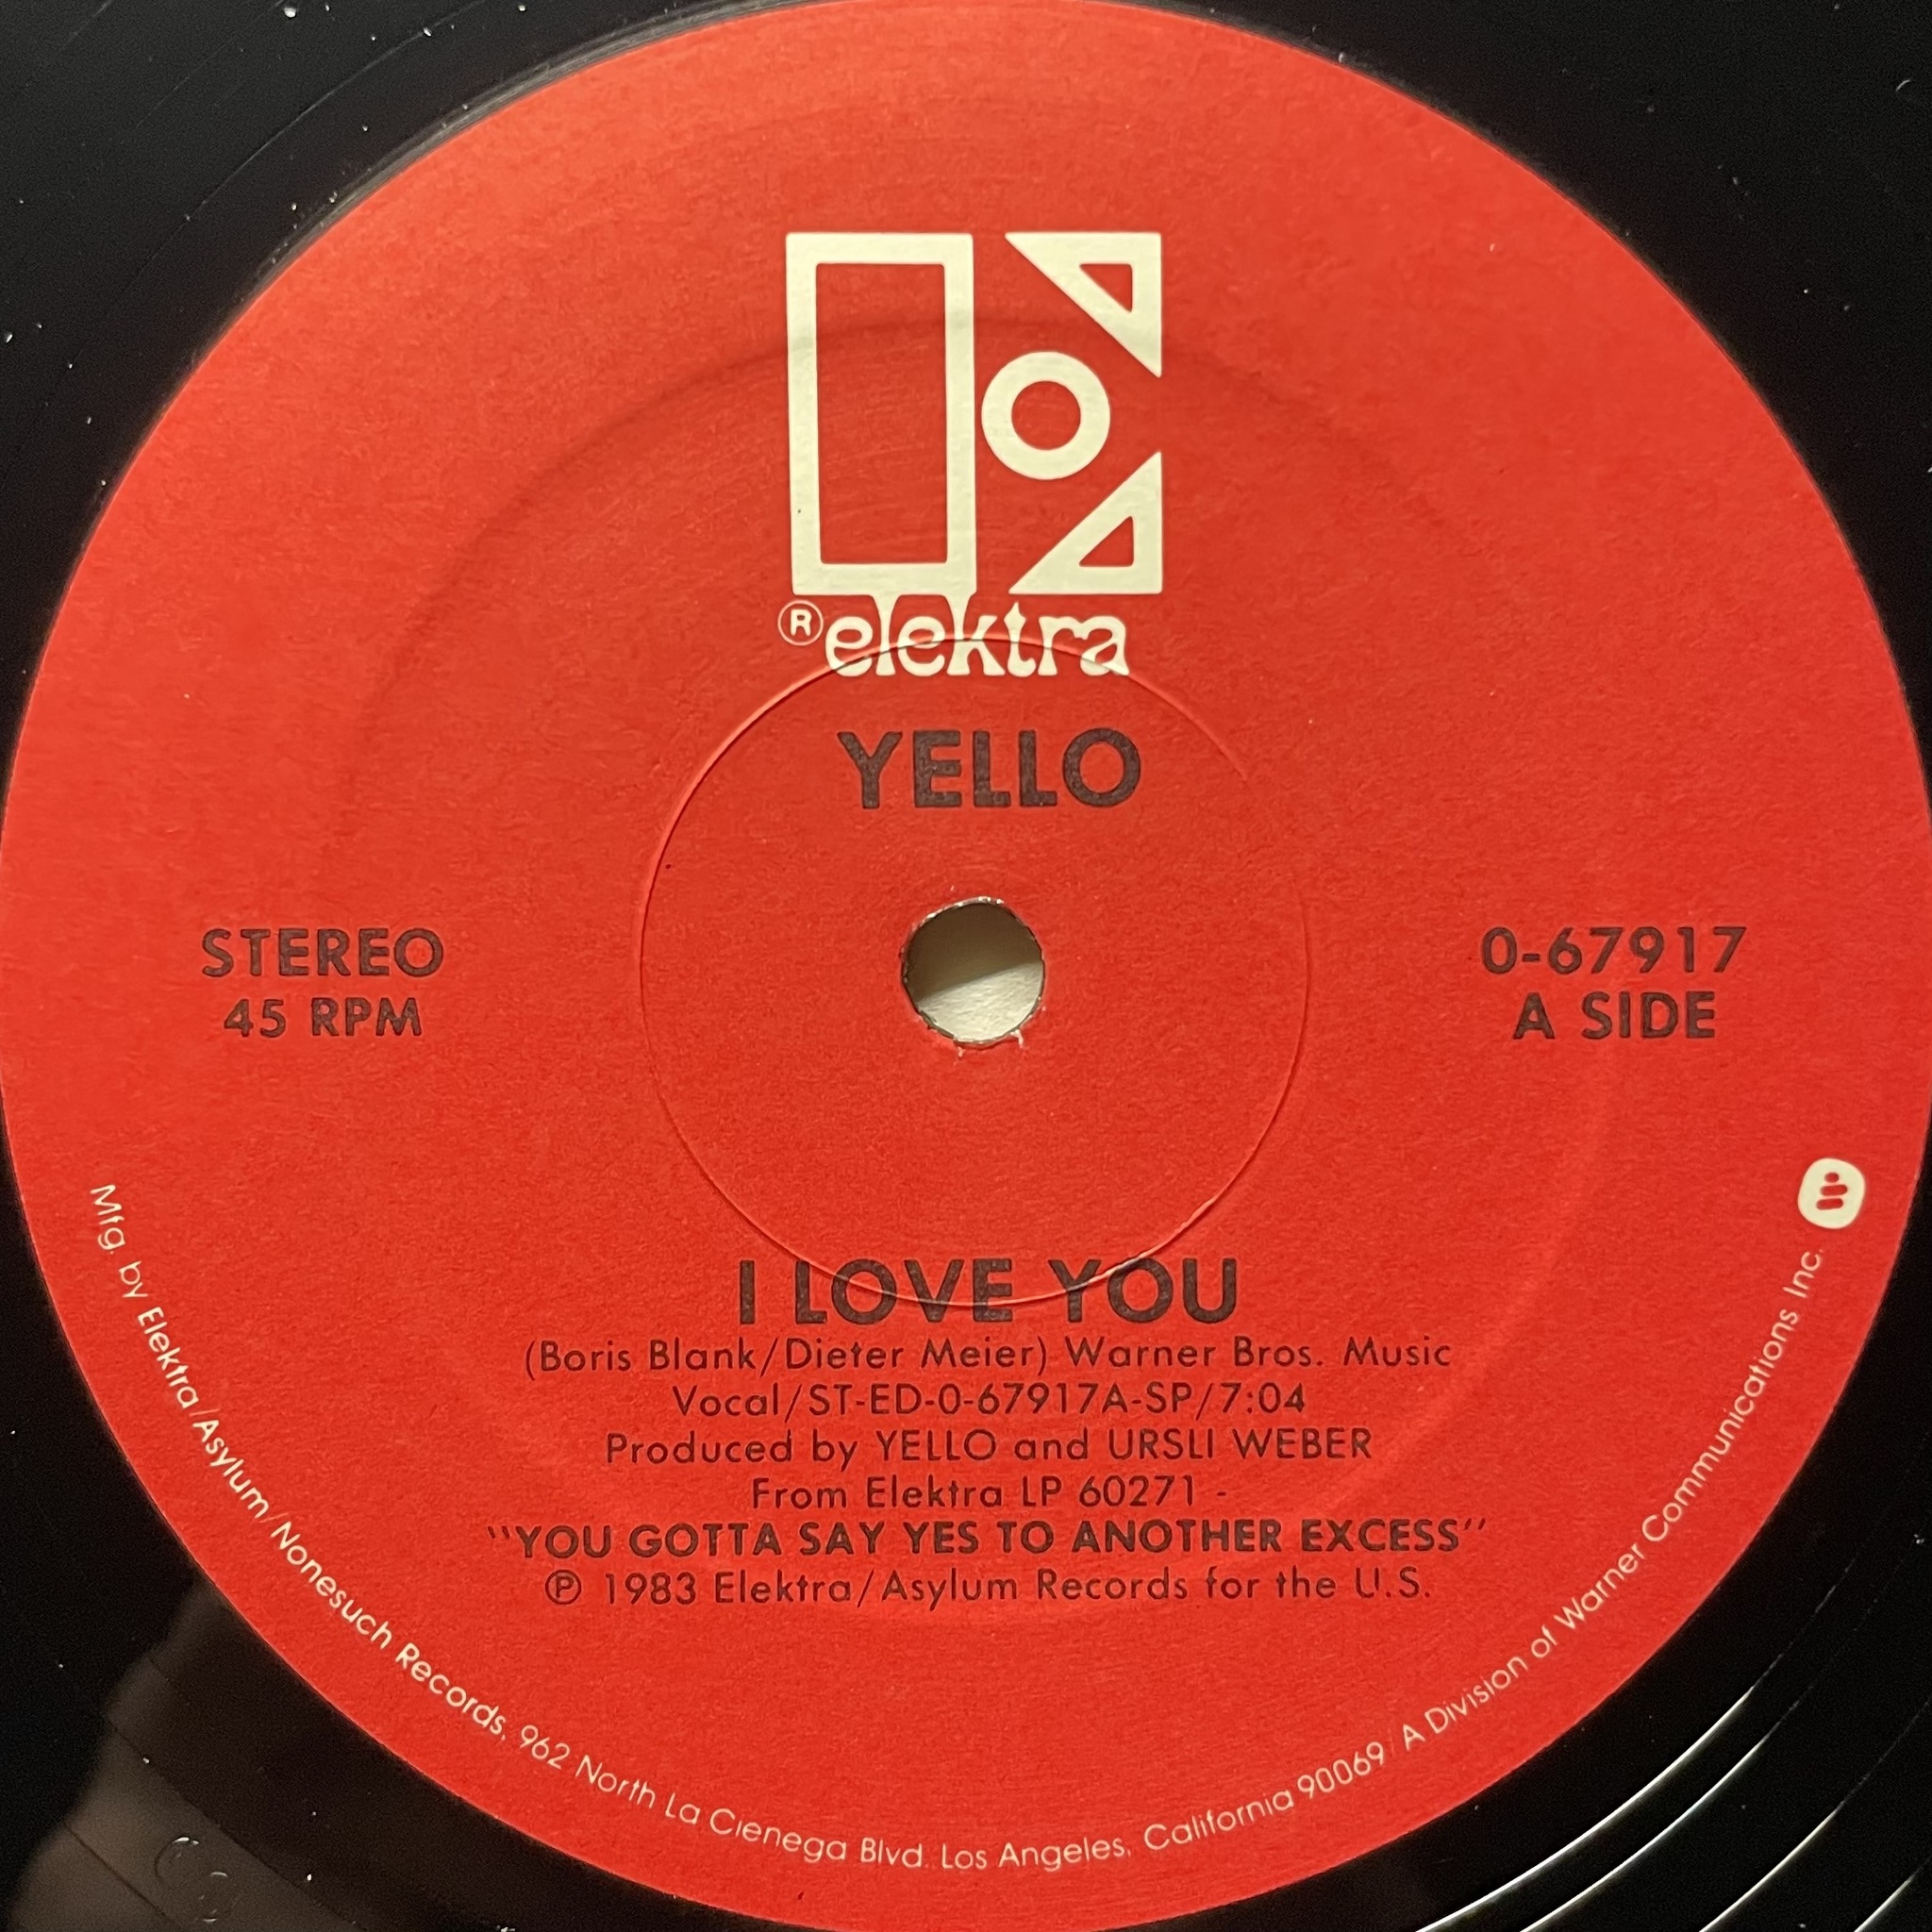 ® elektra
YELLO
STEREO
45 RPM
0-67917
A SIDE
I LOVE YOU
(Boris Blank/Dieter Meier) Warner Bros. Music
Vocal/ST-ED-0-67917A-SP/7:04
Produced by YELLO and URSLI WEBER
From Elektra LP 60271 -
"YOU GOTTA SAY YES TO ANOTHER EXCESS"
℗ 1983 Elektra/Asylum Records for the U.S.
Mfg. by Elektra/Asylum/Nonesuch Records, 962 North La Cienega Blvd. Los Angeles, California 90069/A Division of Warner Communications Inc.